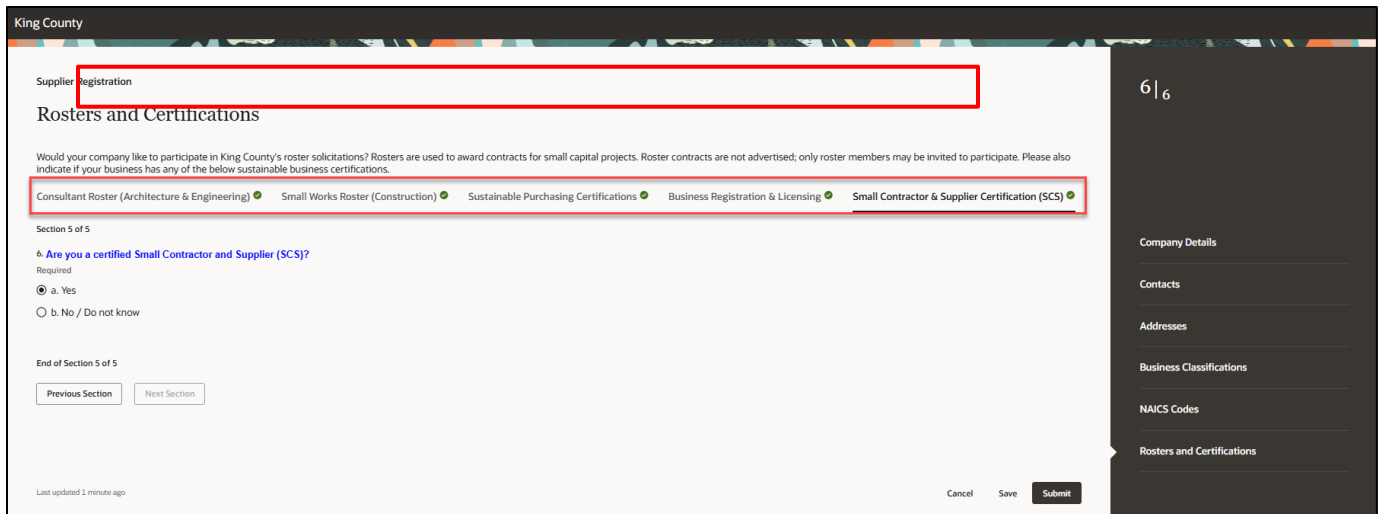 King County
Supplier Registration
Rosters and Certifications
Would your company like to participate in King County's roster solicitations? Rosters are used to award contracts for small capital projects. Roster contracts are not advertised; only roster members may be invited to participate. Please also
indicate if your business has any of the below sustainable business certifications.
Consultant Roster (Architecture & Engineering) Small Works Roster (Construction) Sustainable Purchasing Certifications Business Registration & Licensing Small Contractor & Supplier Certification (SCS)
Section 5 of 5
6. Are you a certified Small Contractor and Supplier (SCS)?
Required
a. Yes
b. No / Do not know
End of Section 5 of 5
Previous Section Next Section
Last updated 1 minute ago
Cancel Save Submit
6|6
Company Details
Contacts
Addresses
Business Classifications
NAICS Codes
Rosters and Certifications